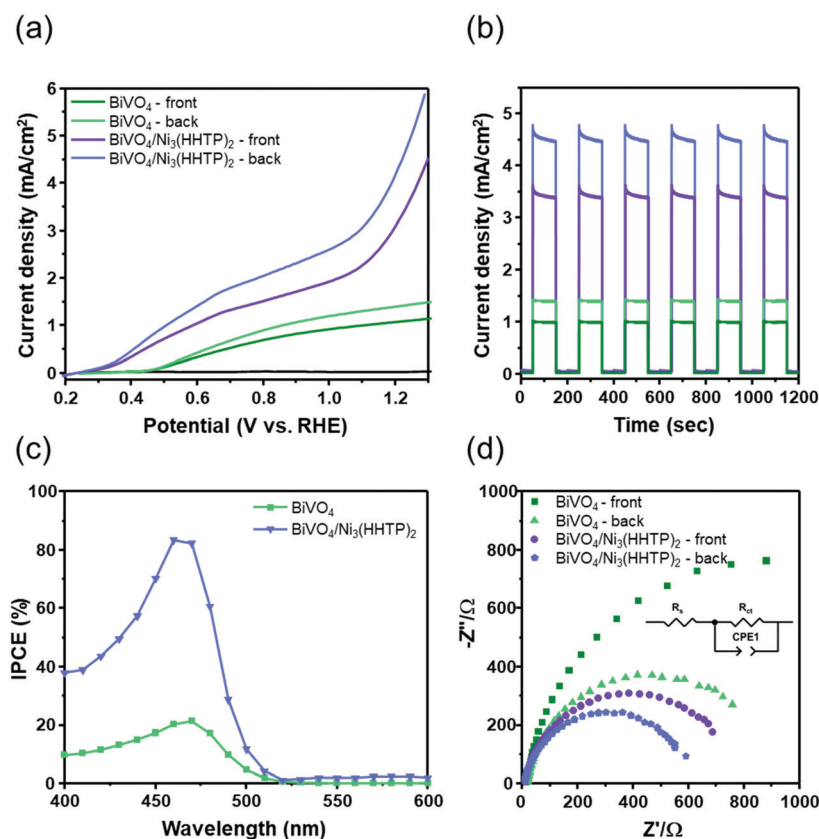 (a)
Current density (mA/cm²)
6
5
4
3
2
1
0
BiVO₄ - front
BiVO₄ - back
BiVO₄/Ni₃(HHTP)₂ - front
BiVO₄/Ni₃(HHTP)₂ - back
0.2 0.4 0.6 0.8 1.0 1.2
Potential (V vs. RHE)
(b)
Current density (mA/cm²)
5
4
3
2
1
0
0 200 400 600 800 1000 1200
Time (sec)
(c)
IPCE (%)
100
80
60
40
20
0
BiVO₄
BiVO₄/Ni₃(HHTP)₂
400 450 500 550 600
Wavelength (nm)
(d)
-Z''/Ω
1000
800
600
400
200
0
BiVO₄ - front
BiVO₄ - back
BiVO₄/Ni₃(HHTP)₂ - front
BiVO₄/Ni₃(HHTP)₂ - back
Rₛ
R꜀ₜ
CPE1
0 200 400 600 800 1000
Z'/Ω